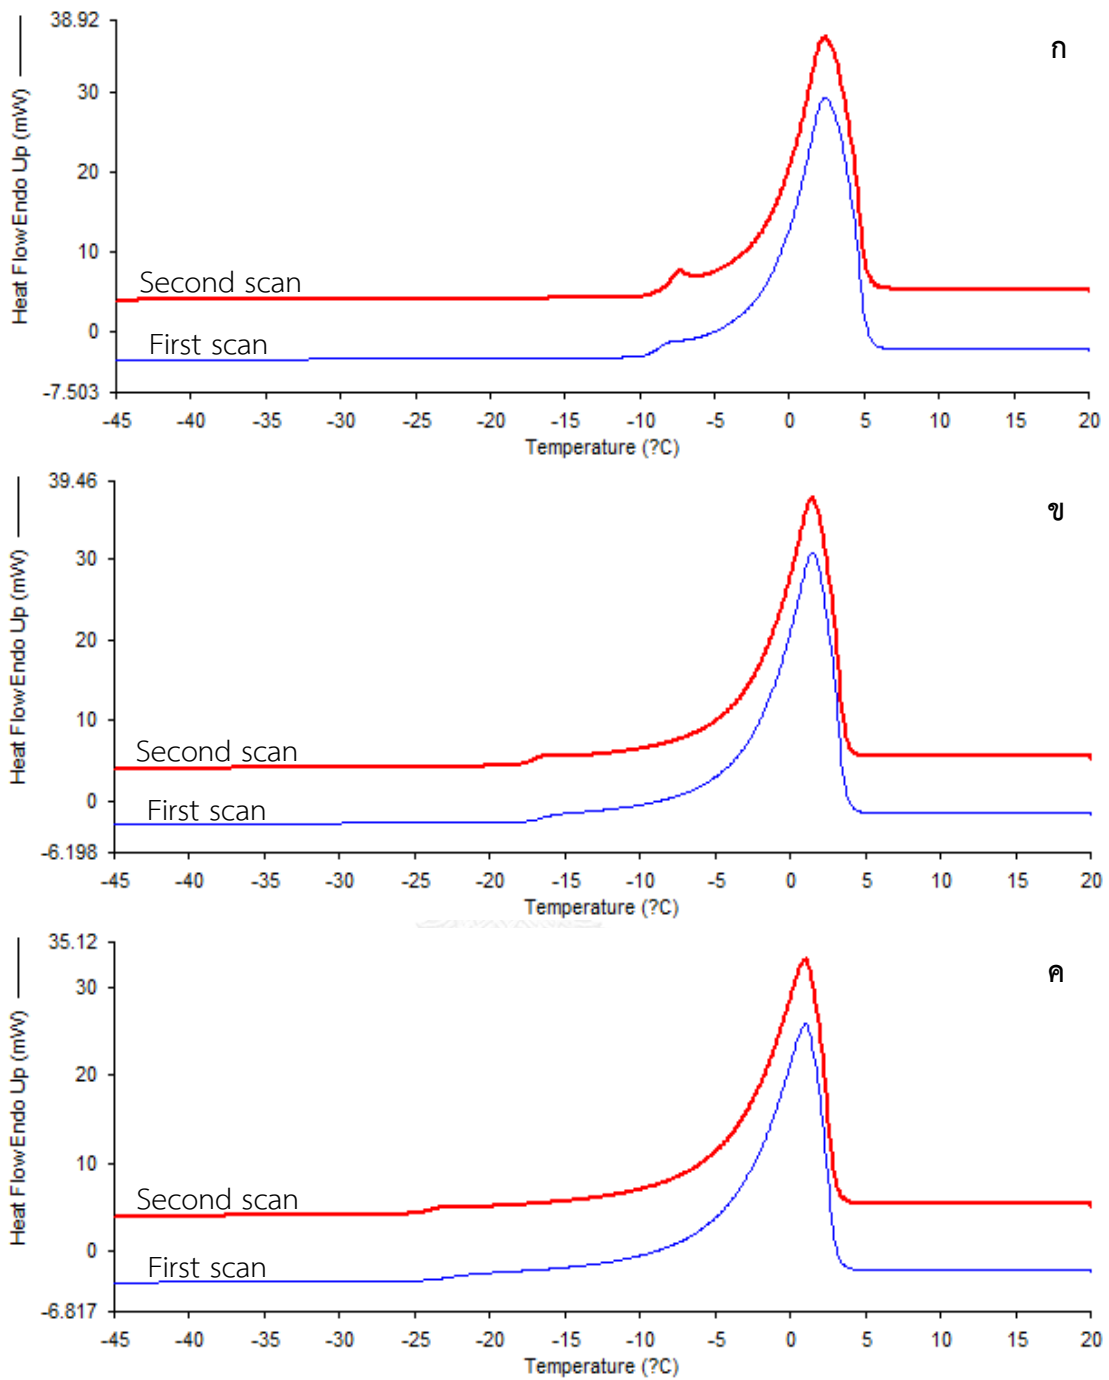 38.92
ก
30
20
10
Second scan
0
First scan
-7.503
-45 -40 -35 -30 -25 -20 -15 -10 -5 0 5 10 15 20
Temperature (?C)
Heat Flow Endo Up (mW)
39.46
ข
30
20
10
Second scan
0
First scan
-6.198
-45 -40 -35 -30 -25 -20 -15 -10 -5 0 5 10 15 20
Temperature (?C)
Heat Flow Endo Up (mW)
35.12
ค
30
20
10
Second scan
0
First scan
-6.817
-45 -40 -35 -30 -25 -20 -15 -10 -5 0 5 10 15 20
Temperature (?C)
Heat Flow Endo Up (mW)